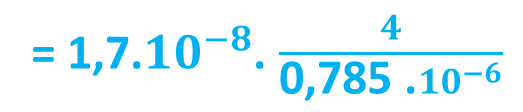 = 1,7.10⁻⁸. 4
0,785 .10⁻⁶